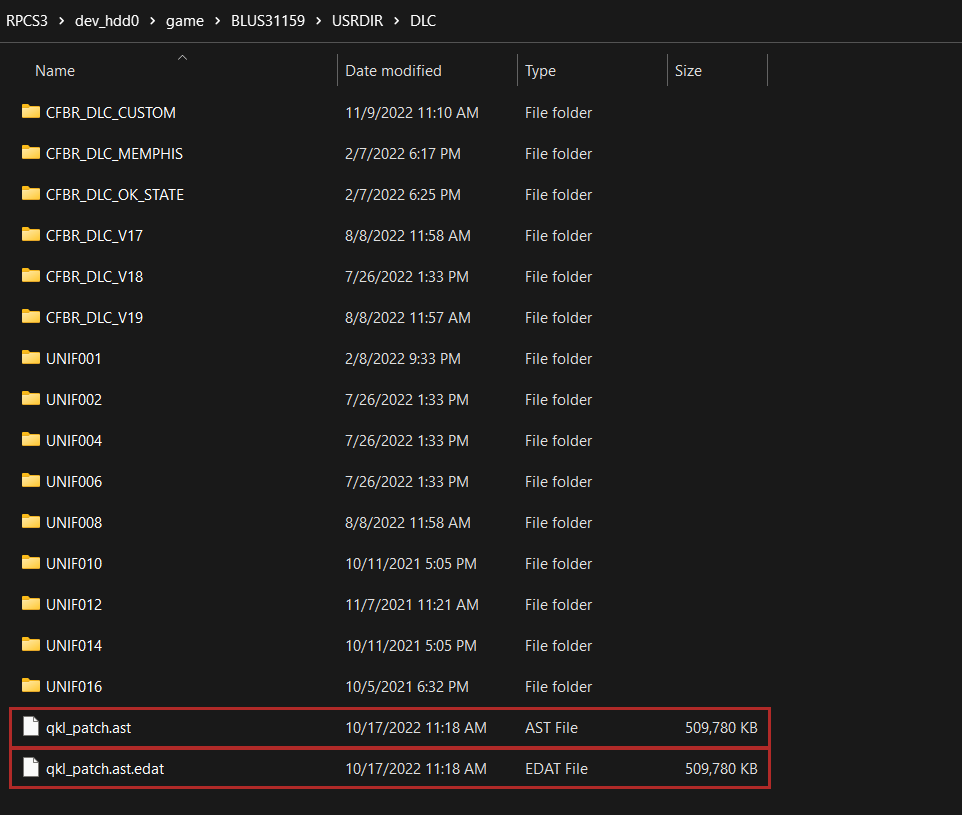 RPCS3 > dev_hdd0 > game > BLUS31159 > USRDIR > DLC
Name Date modified Type Size
CFBR_DLC_CUSTOM 11/9/2022 11:10 AM File folder
CFBR_DLC_MEMPHIS 2/7/2022 6:17 PM File folder
CFBR_DLC_OK_STATE 2/7/2022 6:25 PM File folder
CFBR_DLC_V17 8/8/2022 11:58 AM File folder
CFBR_DLC_V18 7/26/2022 1:33 PM File folder
CFBR_DLC_V19 8/8/2022 11:57 AM File folder
UNIF001 2/8/2022 9:33 PM File folder
UNIF002 7/26/2022 1:33 PM File folder
UNIF004 7/26/2022 1:33 PM File folder
UNIF006 7/26/2022 1:33 PM File folder
UNIF008 8/8/2022 11:58 AM File folder
UNIF010 10/11/2021 5:05 PM File folder
UNIF012 11/7/2021 11:21 AM File folder
UNIF014 10/11/2021 5:05 PM File folder
UNIF016 10/5/2021 6:32 PM File folder
qkl_patch.ast 10/17/2022 11:18 AM AST File 509,780 KB
qkl_patch.ast.edat 10/17/2022 11:18 AM EDAT File 509,780 KB